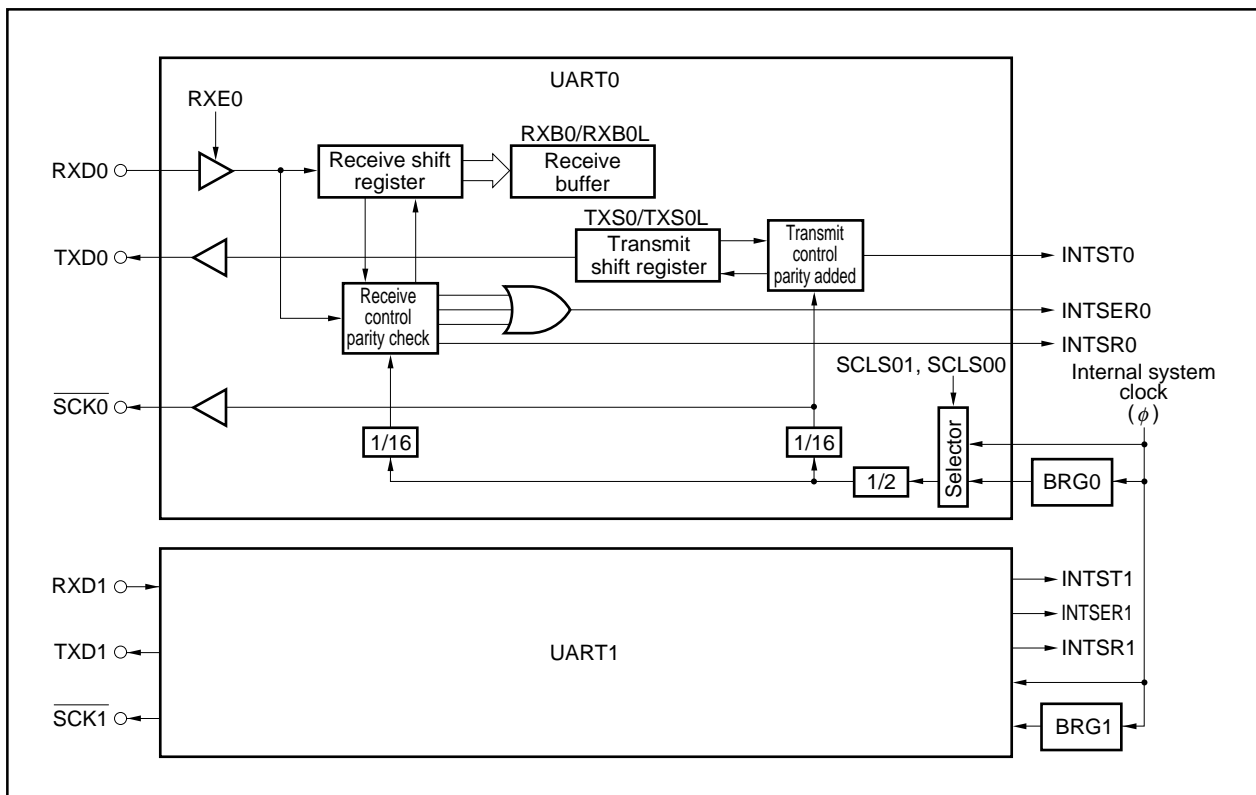 UART0
RXE0
RXB0/RXB0L
RXD0
Receive shift
register
Receive
buffer
TXS0/TXS0L
TXD0
Transmit
shift register
Transmit
control
parity added
INTST0
Receive
control
parity check
INTSER0
INTSR0
SCLS01, SCLS00
Internal system
clock
(ϕ)
SCK0
1/16
1/16
Selector
1/2
BRG0
RXD1
INTST1
INTSER1
TXD1
UART1
INTSR1
SCK1
BRG1